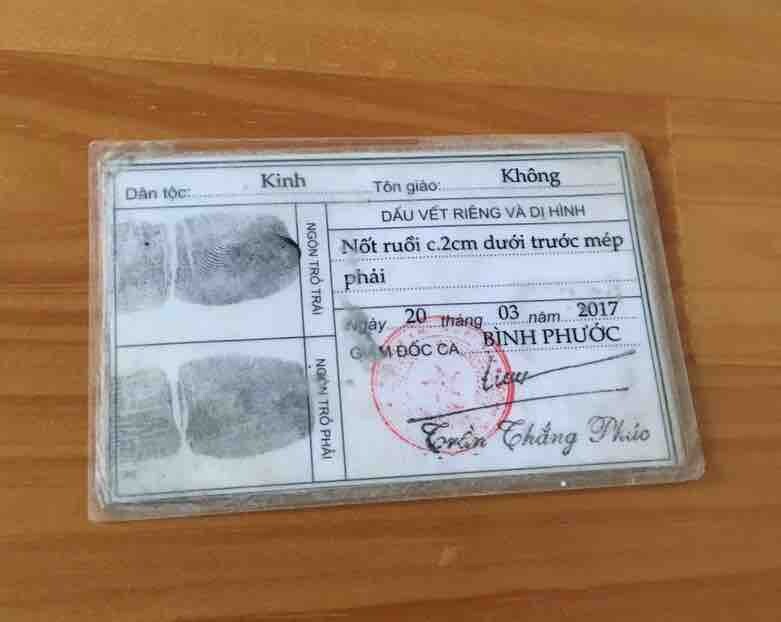 Dân tộc: Kinh Tôn giáo: Không
NGÓN TRỎ TRÁI
NGÓN TRỎ PHẢI
DẤU VẾT RIÊNG VÀ DỊ HÌNH
Nốt ruồi c.2cm dưới trước mép
phải
Ngày 20 tháng 03 năm 2017
GIÁM ĐỐC CA BÌNH PHƯỚC
Trần Thắng Phúc